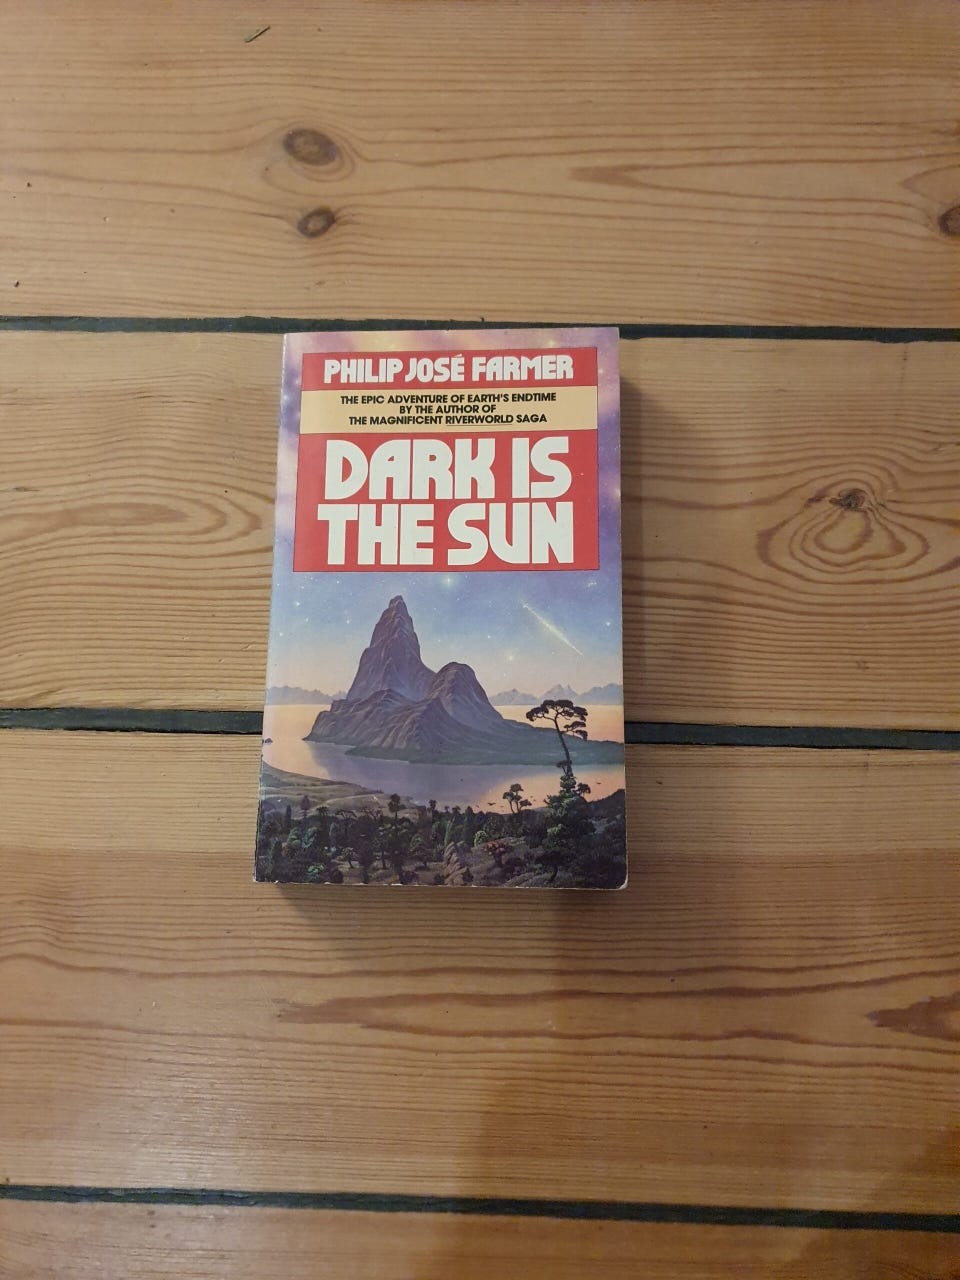 PHILIP JOSÉ FARMER
THE EPIC ADVENTURE OF EARTH'S ENDTIME
BY THE AUTHOR OF
THE MAGNIFICENT RIVERWORLD SAGA
DARK IS
THE SUN